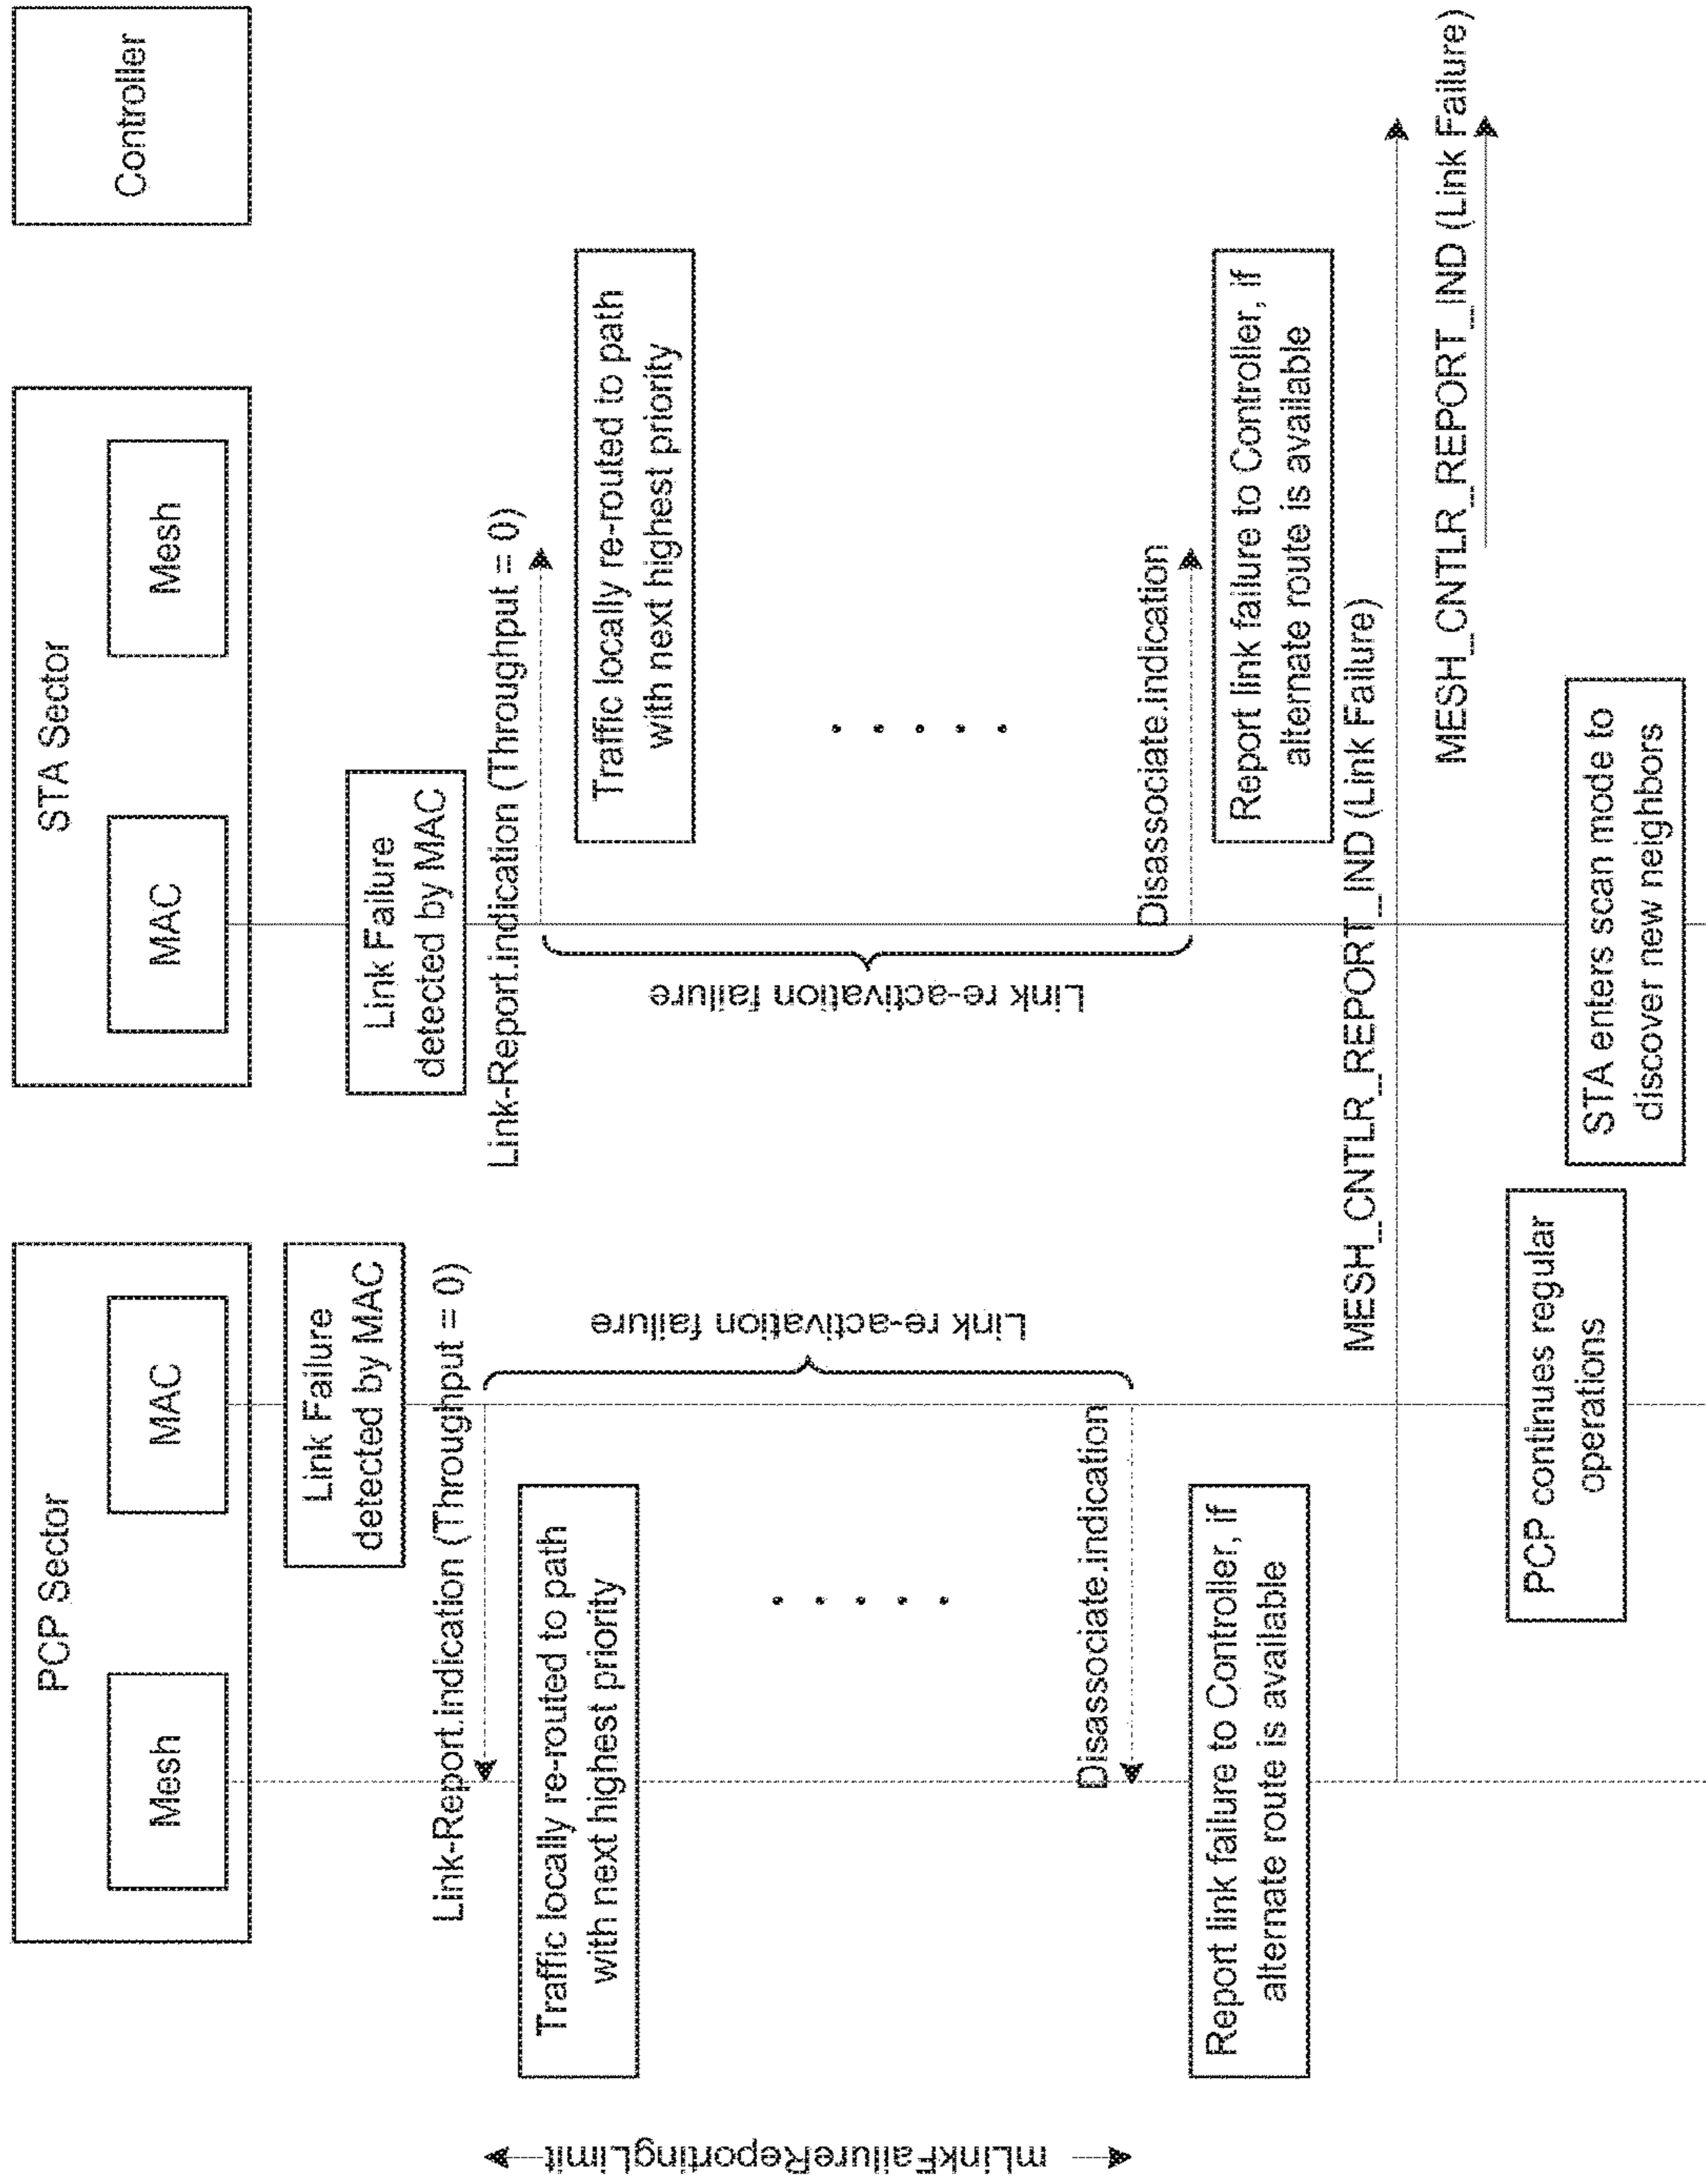 PCP Sector
Mesh
MAC
STA Sector
MAC
Mesh
Controller
Link Failure
detected by MAC
Link Failure
detected by MAC
Link-Report.indication (Throughput = 0)
Link-Report.indication (Throughput = 0)
Traffic locally re-routed to path
with next highest priority
Traffic locally re-routed to path
with next highest priority
mLinkFailureReportingLimit
Link re-activation failure
Link re-activation failure
Disassociate.indication
Disassociate.indication
Report link failure to Controller, if
alternate route is available
Report link failure to Controller, if
alternate route is available
MESH_CNTLR_REPORT_IND (Link Failure)
MESH_CNTLR_REPORT_IND (Link Failure)
PCP continues regular
operations
STA enters scan mode to
discover new neighbors